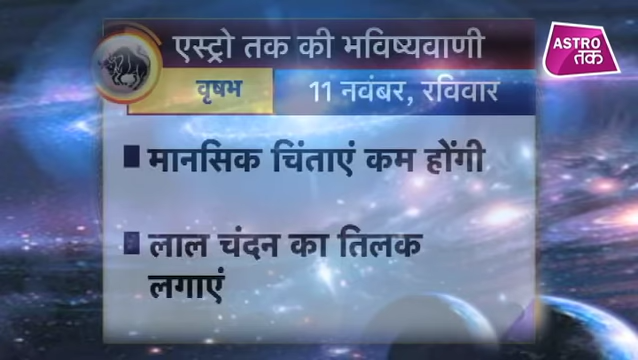 एस्ट्रो तक की भविष्यवाणी
ASTRO
तक
वृषभ
11 नवंबर, रविवार
मानसिक चिंताएं कम होंगी
लाल चंदन का तिलक
लगाएं